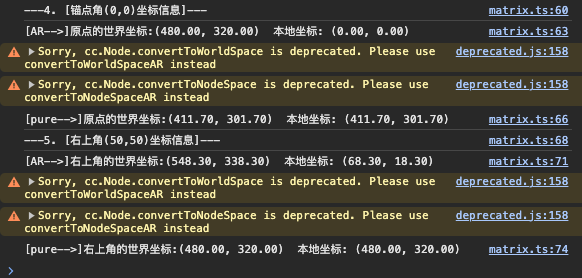 ---4. [锚点角(0,0)坐标信息]--- matrix.ts:60
[AR-->]原点的世界坐标:(480.00, 320.00) 本地坐标: (0.00, 0.00) matrix.ts:63
Sorry, cc.Node.convertToWorldSpace is deprecated. Please use deprecated.js:158
convertToWorldSpaceAR instead
Sorry, cc.Node.convertToNodeSpace is deprecated. Please use deprecated.js:158
convertToNodeSpaceAR instead
[pure-->]原点的世界坐标:(411.70, 301.70) 本地坐标: (411.70, 301.70) matrix.ts:66
---5. [右上角(50,50)坐标信息]--- matrix.ts:68
[AR-->]右上角的世界坐标:(548.30, 338.30) 本地坐标: (68.30, 18.30) matrix.ts:71
Sorry, cc.Node.convertToWorldSpace is deprecated. Please use deprecated.js:158
convertToWorldSpaceAR instead
Sorry, cc.Node.convertToNodeSpace is deprecated. Please use deprecated.js:158
convertToNodeSpaceAR instead
[pure-->]右上角的世界坐标:(480.00, 320.00) 本地坐标: (480.00, 320.00) matrix.ts:74